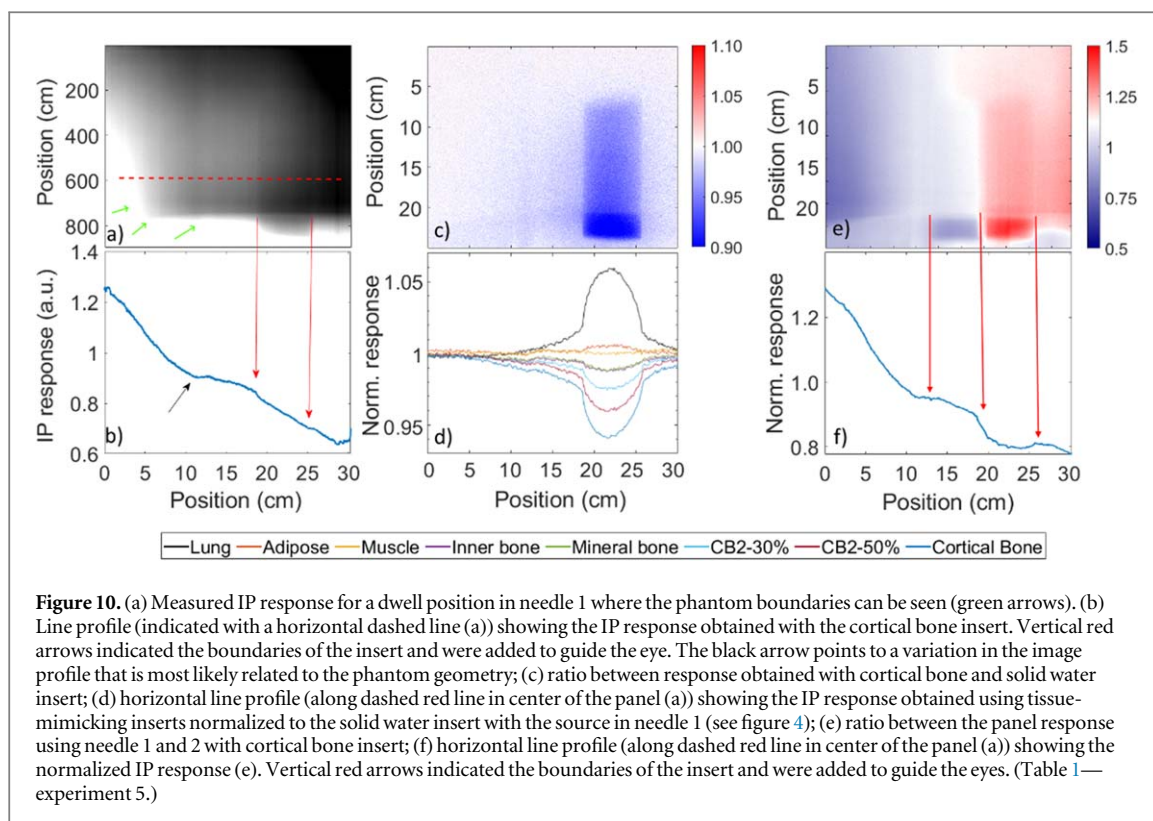 Position (cm)
200
400
600
800
a)
Position (cm)
5
10
15
20
c)
1.10
1.05
1.00
0.95
0.90
Position (cm)
5
10
15
20
e)
1.5
1.25
1
0.75
0.5
IP response (a.u.)
1.4
1.2
1
0.8
0.6
b)
0 5 10 15 20 25 30
Position (cm)
Norm. response
1.05
1
0.95
d)
0 5 10 15 20 25 30
Position (cm)
Norm. response
1.2
1.0
0.8
f)
0 5 10 15 20 25 30
Position (cm)
Lung Adipose Muscle Inner bone Mineral bone CB2-30% CB2-50% Cortical Bone
Figure 10. (a) Measured IP response for a dwell position in needle 1 where the phantom boundaries can be seen (green arrows). (b)
Line profile (indicated with a horizontal dashed line (a)) showing the IP response obtained with the cortical bone insert. Vertical red
arrows indicated the boundaries of the insert and were added to guide the eye. The black arrow points to a variation in the image
profile that is most likely related to the phantom geometry; (c) ratio between response obtained with cortical bone and solid water
insert; (d) horizontal line profile (along dashed red line in center of the panel (a)) showing the IP response obtained using tissue-
mimicking inserts normalized to the solid water insert with the source in needle 1 (see figure 4); (e) ratio between the panel response
using needle 1 and 2 with cortical bone insert; (f) horizontal line profile (along dashed red line in center of the panel (a)) showing the
normalized IP response (e). Vertical red arrows indicated the boundaries of the insert and were added to guide the eyes. (Table 1—
experiment 5.)